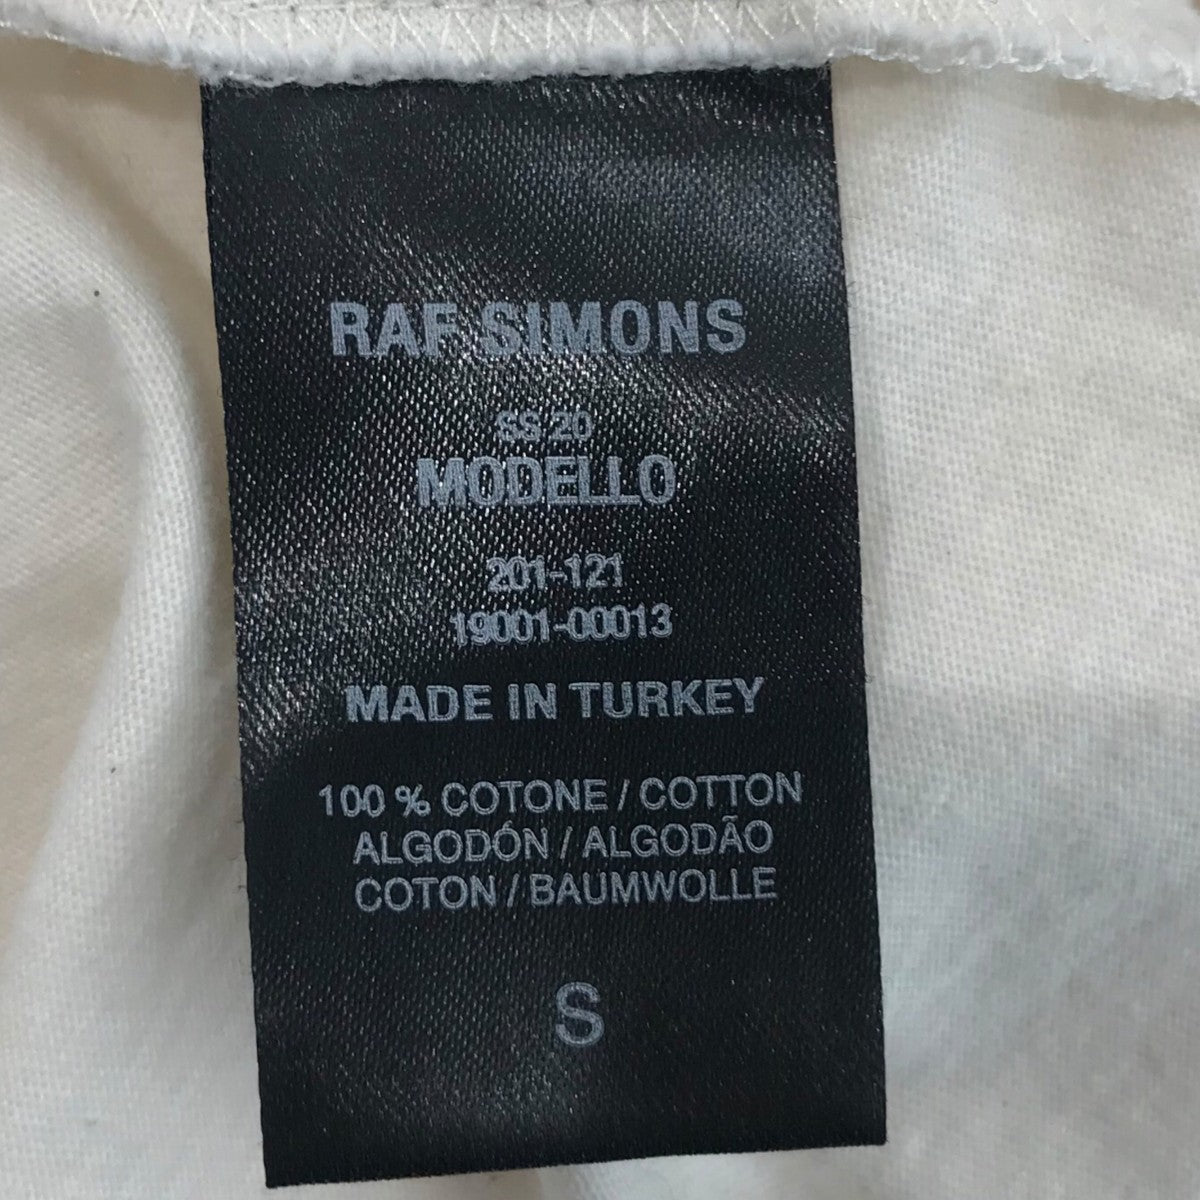 RAF SIMONS
SS 20
MODELLO
201-121
19001-00013
MADE IN TURKEY
100 % COTONE / COTTON
ALGODÓN / ALGODÃO
COTON / BAUMWOLLE
S